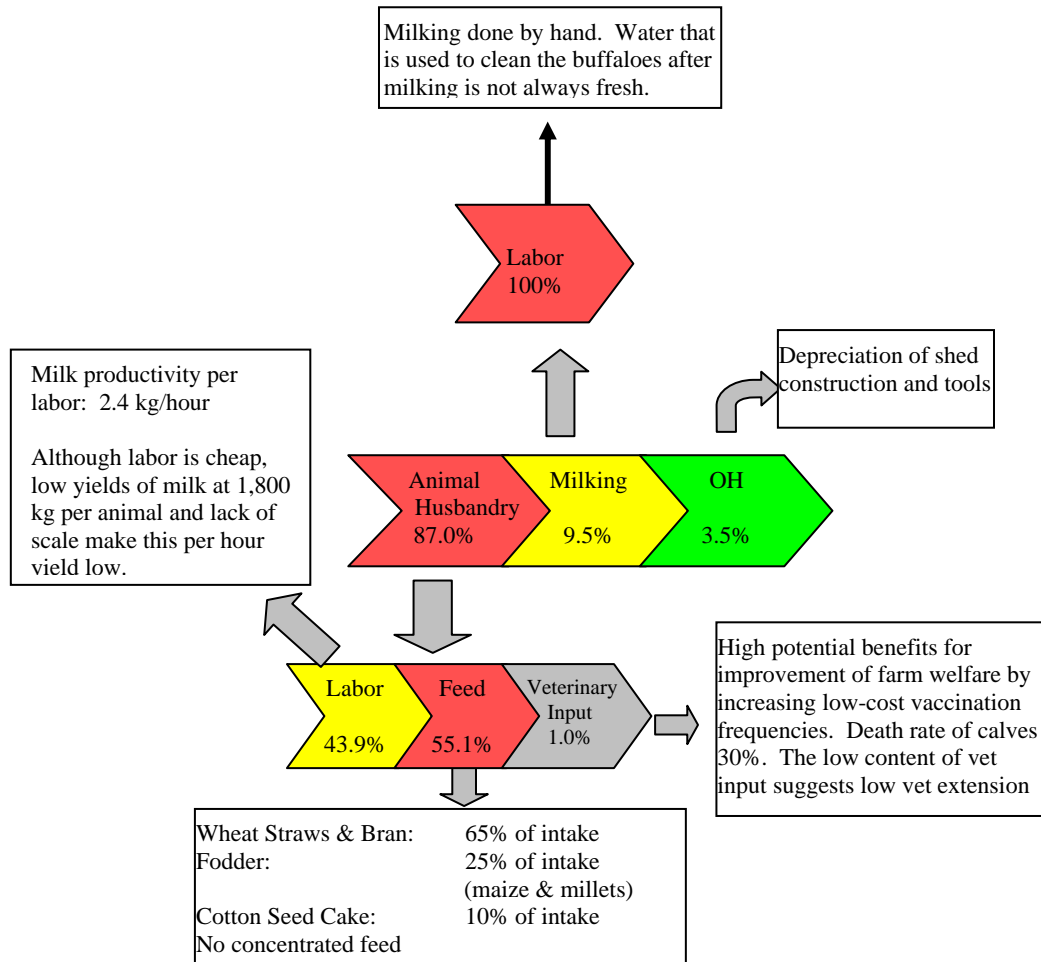 Milking done by hand.  Water that
is used to clean the buffaloes after
milking is not always fresh.
Labor
100%
Depreciation of shed
construction and tools
Milk productivity per
labor:  2.4 kg/hour
Although labor is cheap,
low yields of milk at 1,800
kg per animal and lack of
scale make this per hour
yield low.
Animal
Husbandry
87.0%
Milking
9.5%
OH
3.5%
Labor
43.9%
Feed
55.1%
Veterinary
Input
1.0%
High potential benefits for
improvement of farm welfare by
increasing low-cost vaccination
frequencies.  Death rate of calves
30%.  The low content of vet
input suggests low vet extension
Wheat Straws & Bran: 65% of intake
Fodder: 25% of intake
(maize & millets)
Cotton Seed Cake: 10% of intake
No concentrated feed